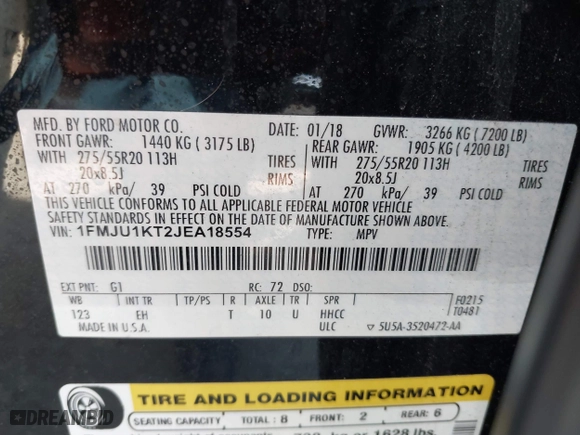 MFD. BY FORD MOTOR CO.
DATE: 01/18 GVWR: 3266 KG ( 7200 LB)
FRONT GAWR: 1440 KG ( 3175 LB) REAR GAWR: 1905 KG ( 4200 LB)
WITH 275/55R20 113H TIRES WITH 275/55R20 113H TIRES
20x8.5J RIMS 20x8.5J RIMS
AT 270 kPa/ 39 PSI COLD AT 270 kPa/ 39 PSI COLD
THIS VEHICLE CONFORMS TO ALL APPLICABLE FEDERAL MOTOR VEHICLE
SAFETY STANDARDS IN EFFECT ON THE DATE OF MANUFACTURE SHOWN ABOVE.
VIN: 1FMJU1KT2JEA18554 TYPE: MPV
EXT PNT: G1 RC: 72 DSO:
WB INT TR TP/PS R AXLE TR SPR F0215
123 EH T 10 U HHCC T0481
MADE IN U.S.A. ULC 5U5A-3520472-AA
TIRE AND LOADING INFORMATION
SEATING CAPACITY TOTAL: 8 FRONT: 2 REAR: 6
kg or 1628 lbs.
AUTOBIDMASTER